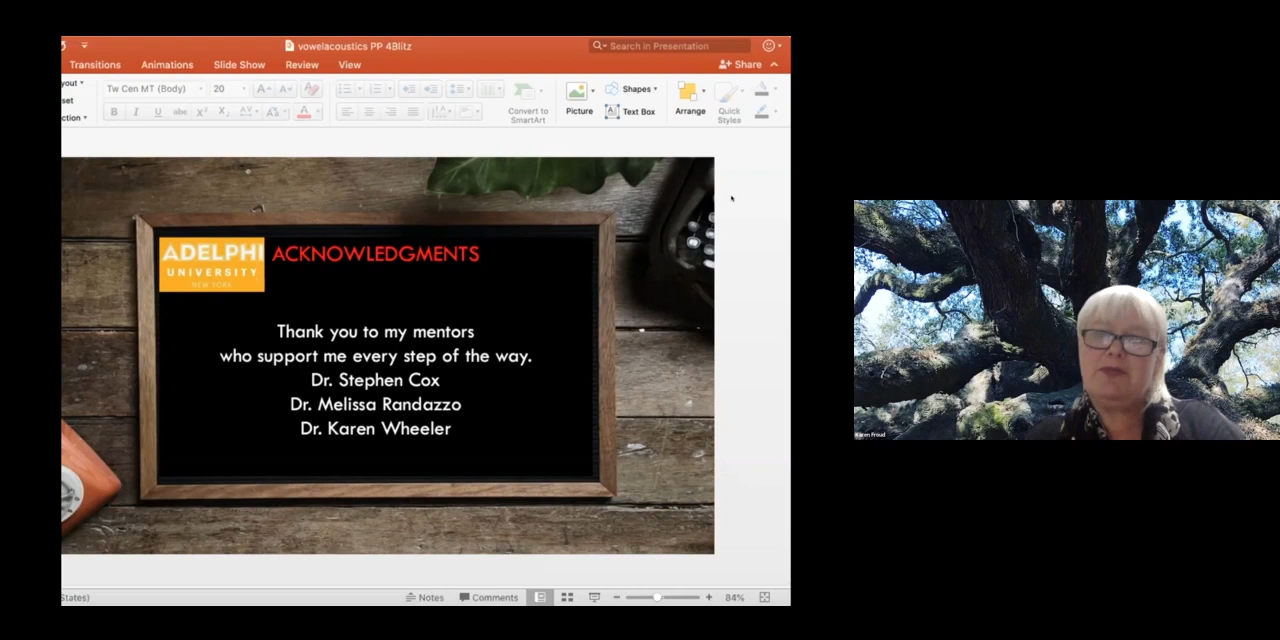 vowelacoustics PP 4Blitz
Search in Presentation
Transitions Animations Slide Show Review View
Share
Tw Cen MT (Body) 20
Convert to
SmartArt
Picture
Shapes
Text Box
Arrange
Quick
Styles
ADELPHI
UNIVERSITY
NEW YORK
ACKNOWLEDGMENTS
Thank you to my mentors
who support me every step of the way.
Dr. Stephen Cox
Dr. Melissa Randazzo
Dr. Karen Wheeler
Karen Froud
States)
Notes Comments 84%